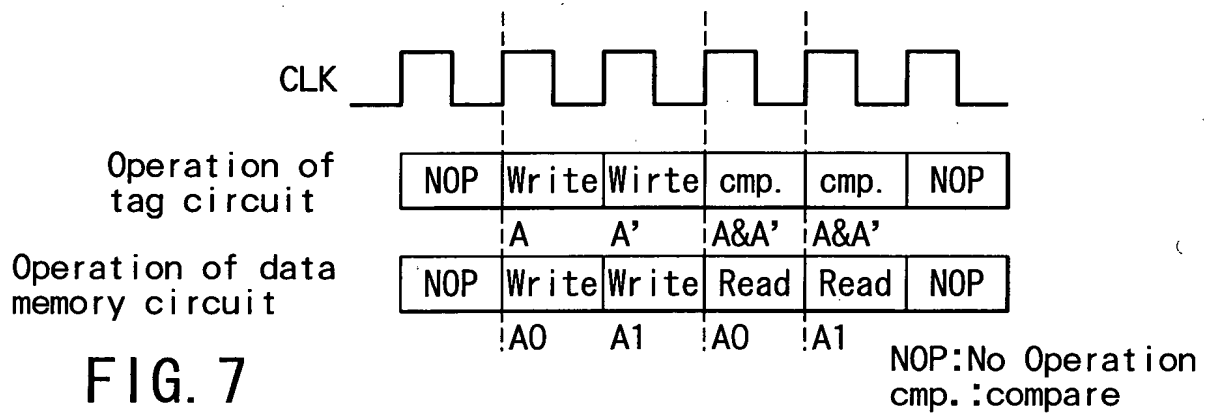 CLK
Operation of
tag circuit
NOP Write Wirte cmp. cmp. NOP
A A' A&A' A&A'
Operation of data
memory circuit
NOP Write Write Read Read NOP
A0 A1 A0 A1
FIG. 7
NOP:No Operation
cmp.:compare